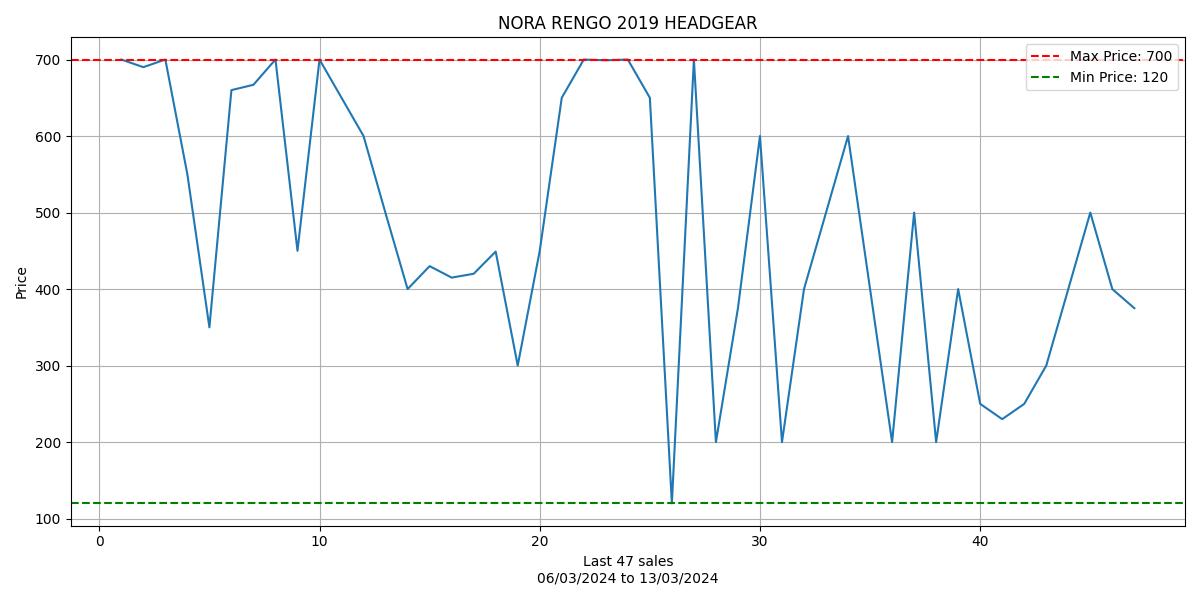 NORA RENGO 2019 HEADGEAR
Max Price: 700
Min Price: 120
Price
700
600
500
400
300
200
100
0
10
20
30
40
Last 47 sales
06/03/2024 to 13/03/2024